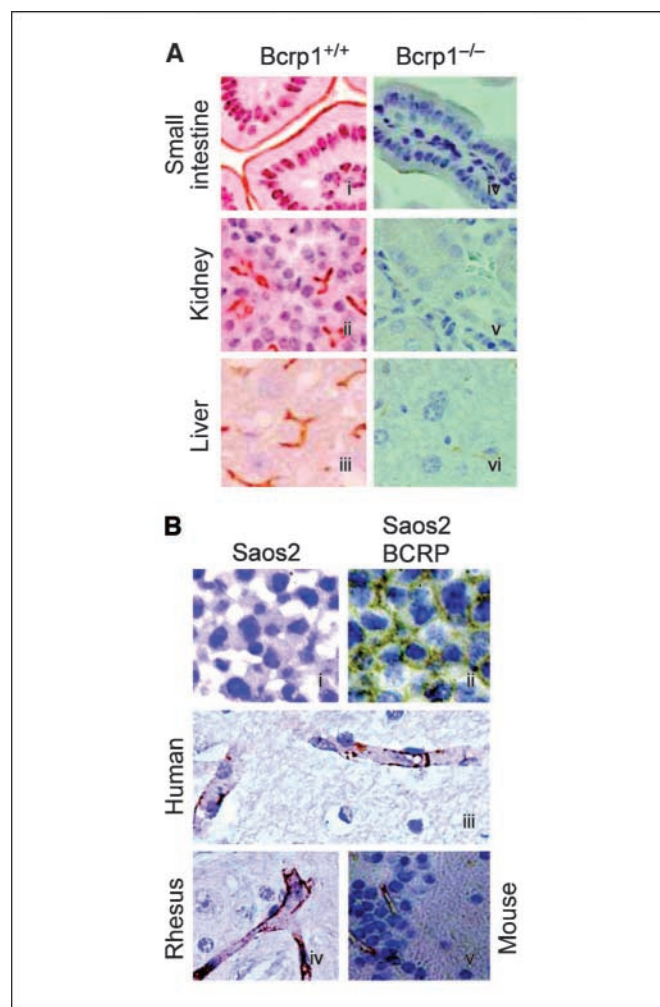 A
Bcrp1+/+
Bcrp1–/–
Small
intestine
i
iv
Kidney
ii
v
Liver
iii
vi
B
Saos2
Saos2
BCRP
i
ii
Human
iii
Rhesus
iv
v
Mouse